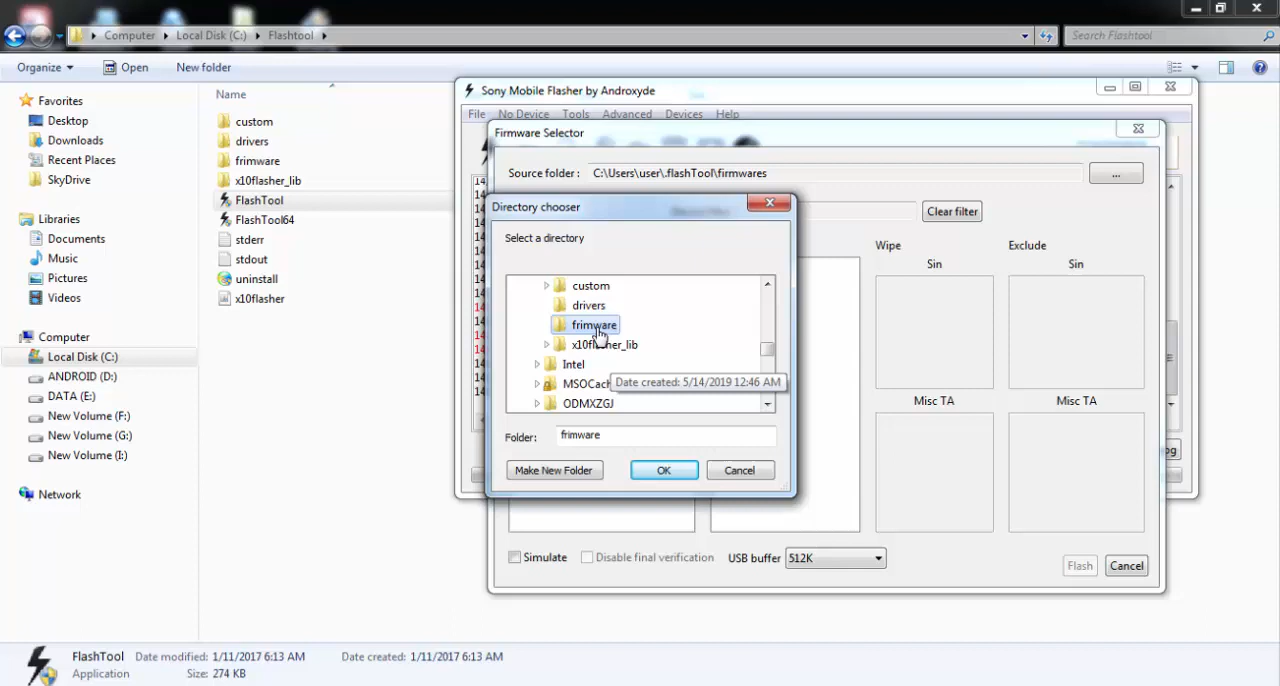 Computer Local Disk (C:) Flashtool
Search Flashtool
Organize Open New folder
Favorites
Desktop
Downloads
Recent Places
SkyDrive
Libraries
Documents
Music
Pictures
Videos
Computer
Local Disk (C:)
ANDROID (D:)
DATA (E:)
New Volume (F:)
New Volume (G:)
New Volume (I:)
Network
Name
custom
drivers
frimware
x10flasher_lib
FlashTool
FlashTool64
stderr
stdout
uninstall
x10flasher
Sony Mobile Flasher by Androxyde
File No Device Tools Advanced Devices Help
Firmware Selector
Source folder : C:\Users\user\.flashTool\firmwares ...
Clear filter
Directory chooser
Select a directory
custom
drivers
frimware
x10flasher_lib
Intel
MSOCach
Date created: 5/14/2019 12:46 AM
ODMXZGJ
Folder: frimware
Make New Folder OK Cancel
Wipe Exclude
Sin Sin
Misc TA Misc TA
Simulate Disable final verification USB buffer 512K
Flash Cancel
FlashTool Date modified: 1/11/2017 6:13 AM Date created: 1/11/2017 6:13 AM
Application Size: 274 KB